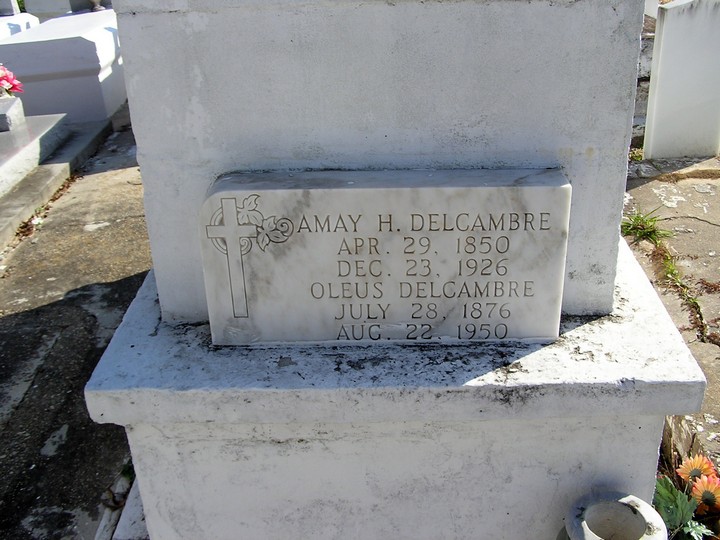 AMAY H. DELCAMBRE
APR. 29. 1850
DEC. 23. 1926
OLEUS DELCAMBRE
JULY 28. 1876
AUG. 22. 1950